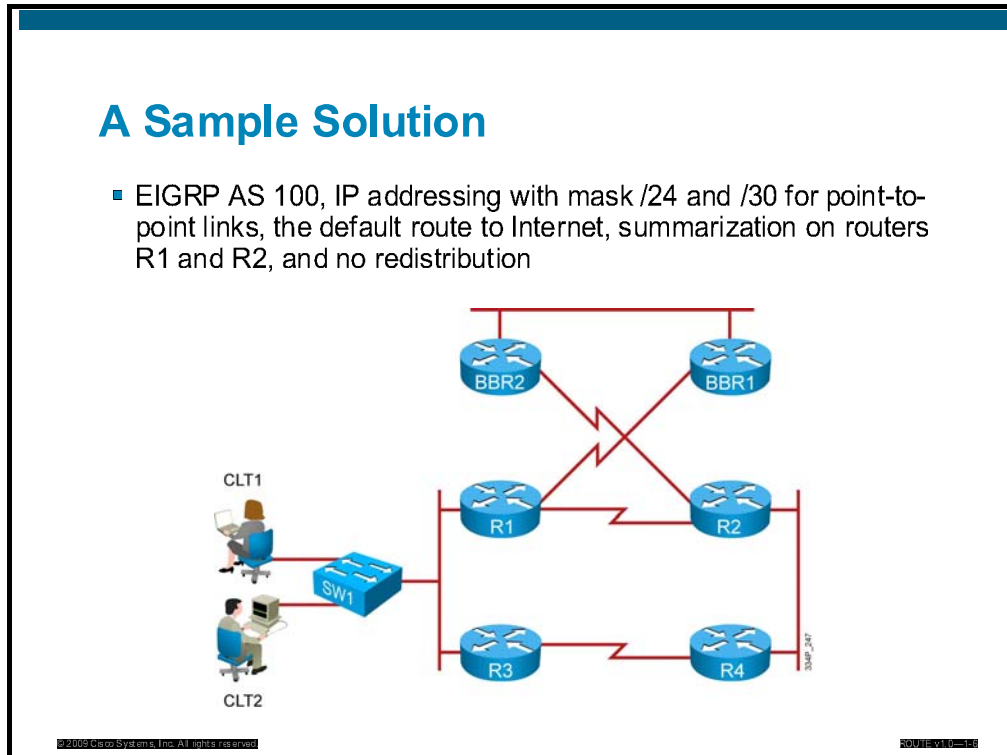 A Sample Solution
EIGRP AS 100, IP addressing with mask /24 and /30 for point-to-
point links, the default route to Internet, summarization on routers
R1 and R2, and no redistribution
BBR2
BBR1
CLT1
R1
R2
SW1
CLT2
R3
R4
334P_247
© 2009 Cisco Systems, Inc. All rights reserved.
ROUTE v1.0—1-6